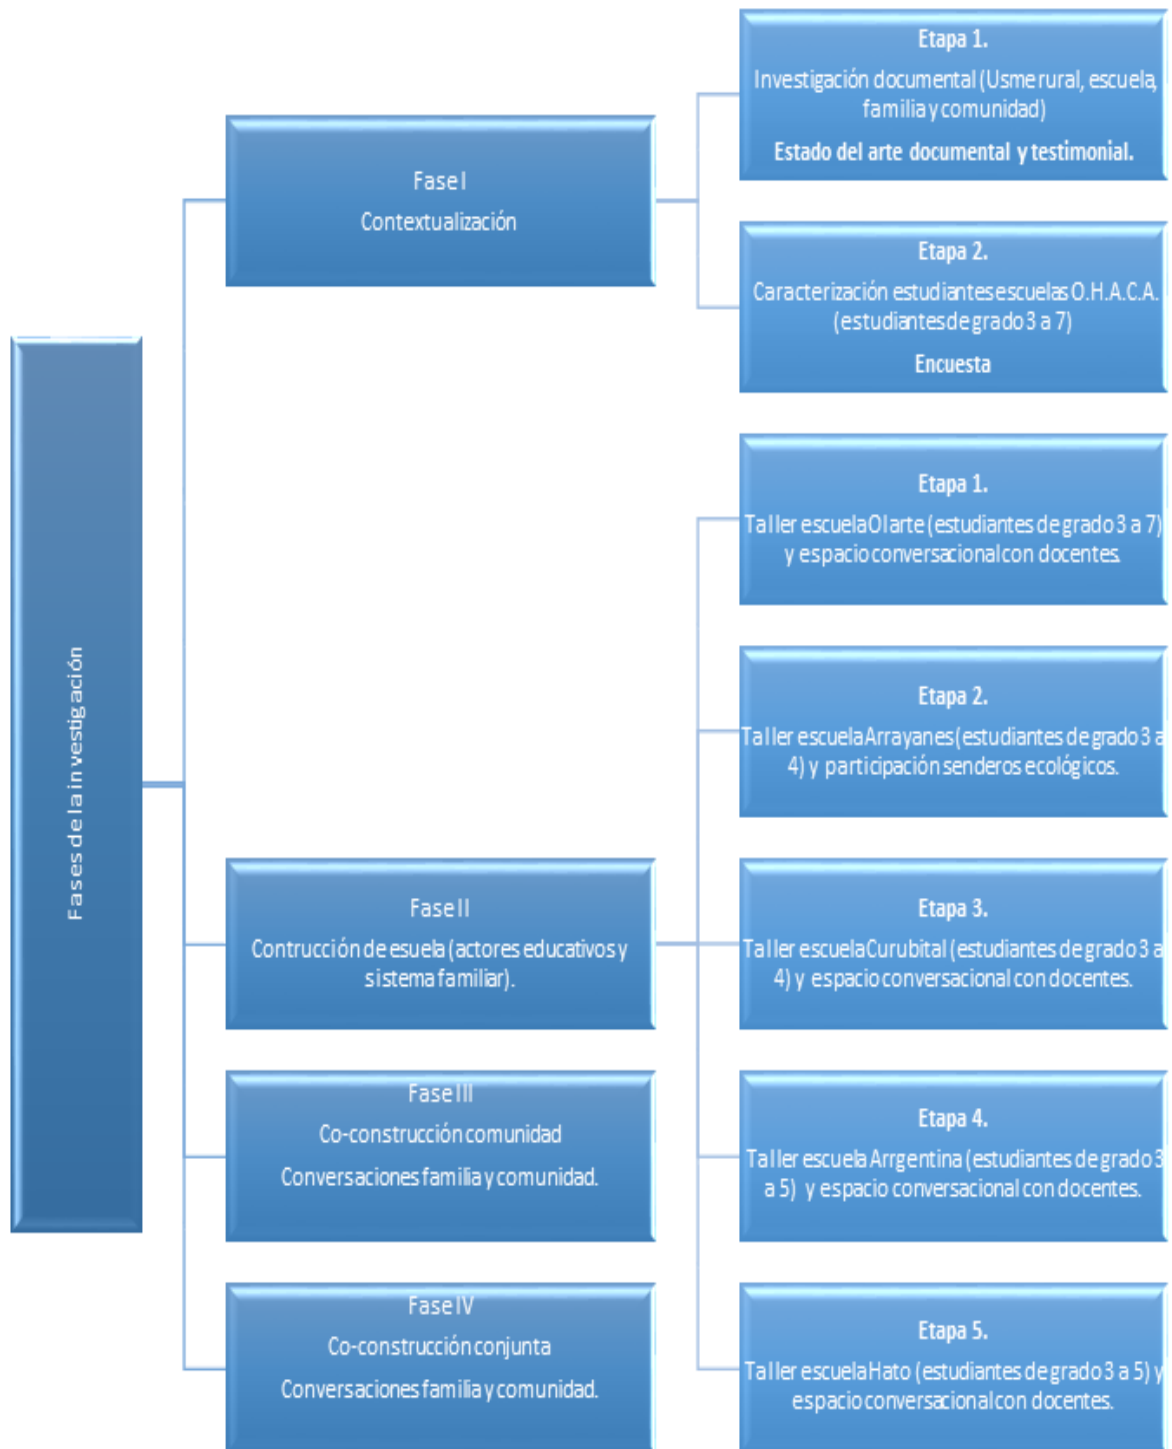 Fases de la investigación
Fase I
Contextualización
Etapa 1.
Investigación documental (Usme rural, escuela,
familia y comunidad)
Estado del arte documental y testimonial.
Etapa 2.
Caracterización estudiantes escuelas O.H.A.C.A.
(estudiantes de grado 3 a 7)
Encuesta
Fase II
Contrucción de esuela (actores educativos y
sistema familiar).
Etapa 1.
Taller escuela Olarte (estudiantes de grado 3 a 7)
y espacio conversacional con docentes.
Etapa 2.
Taller escuela Arrayanes (estudiantes de grado 3 a
4) y participación senderos ecológicos.
Etapa 3.
Taller escuela Curubital (estudiantes de grado 3 a
4) y espacio conversacional con docentes.
Etapa 4.
Taller escuela Arrgentina (estudiantes de grado 3
a 5) y espacio conversacional con docentes.
Etapa 5.
Taller escuela Hato (estudiantes de grado 3 a 5) y
espacio conversacional con docentes.
Fase III
Co-construcción comunidad
Conversaciones familia y comunidad.
Fase IV
Co-construcción conjunta
Conversaciones familia y comunidad.